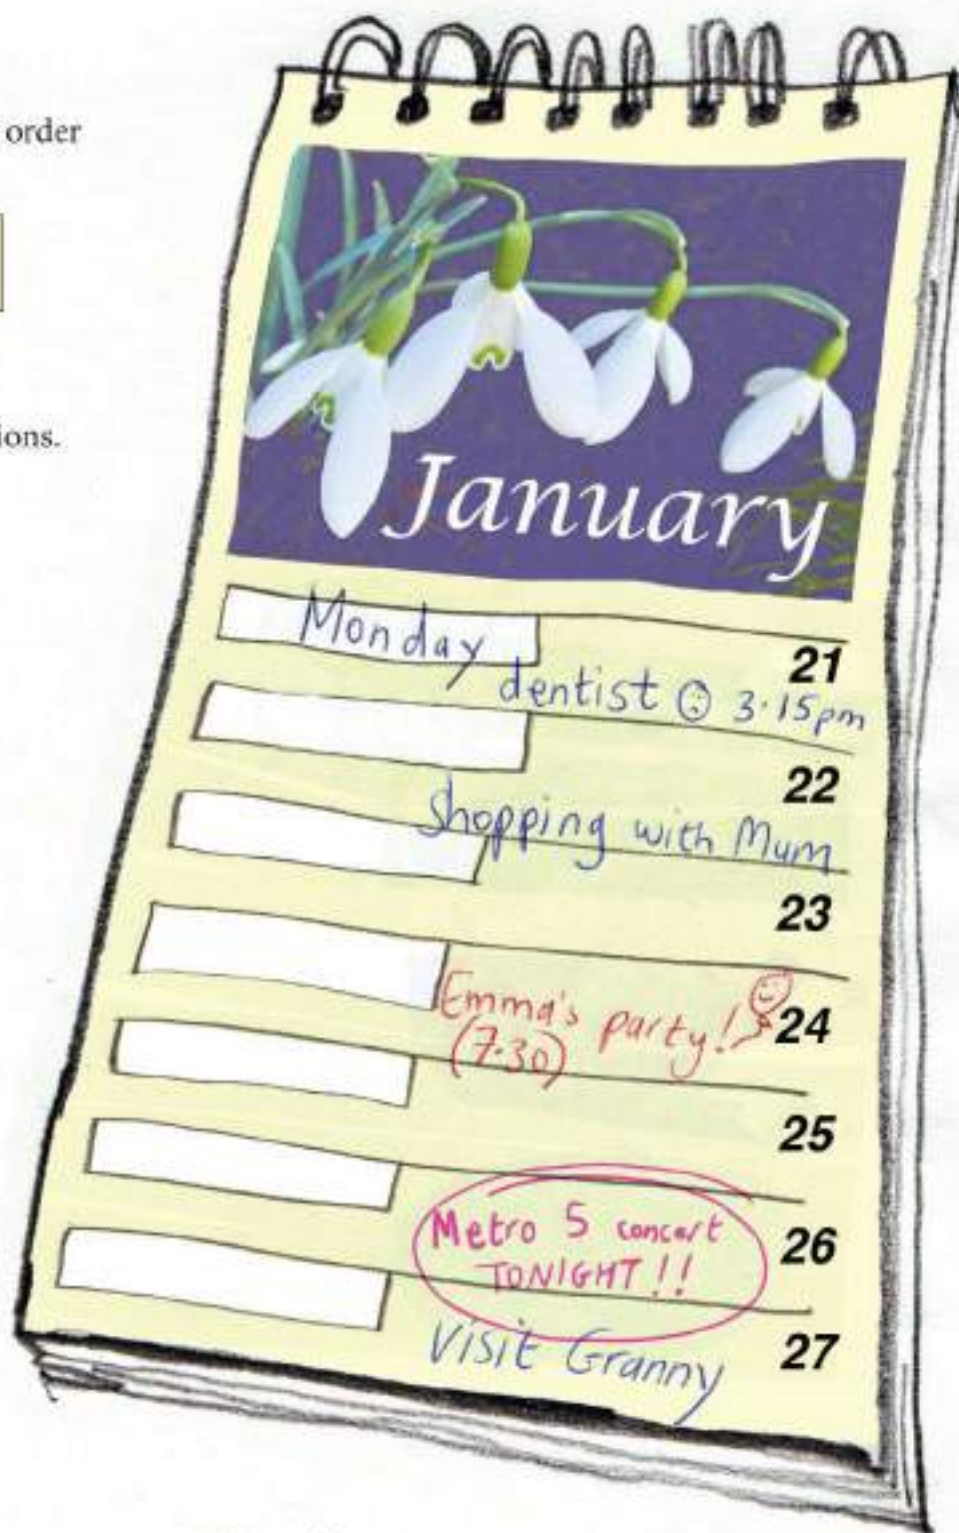 order
ions.
January
Monday
21
dentist 3.15pm
22
Shopping with Mum
23
Emma's party!
24
(7.30)
25
Metro 5 concert
26
TONIGHT!!
Visit Granny
27